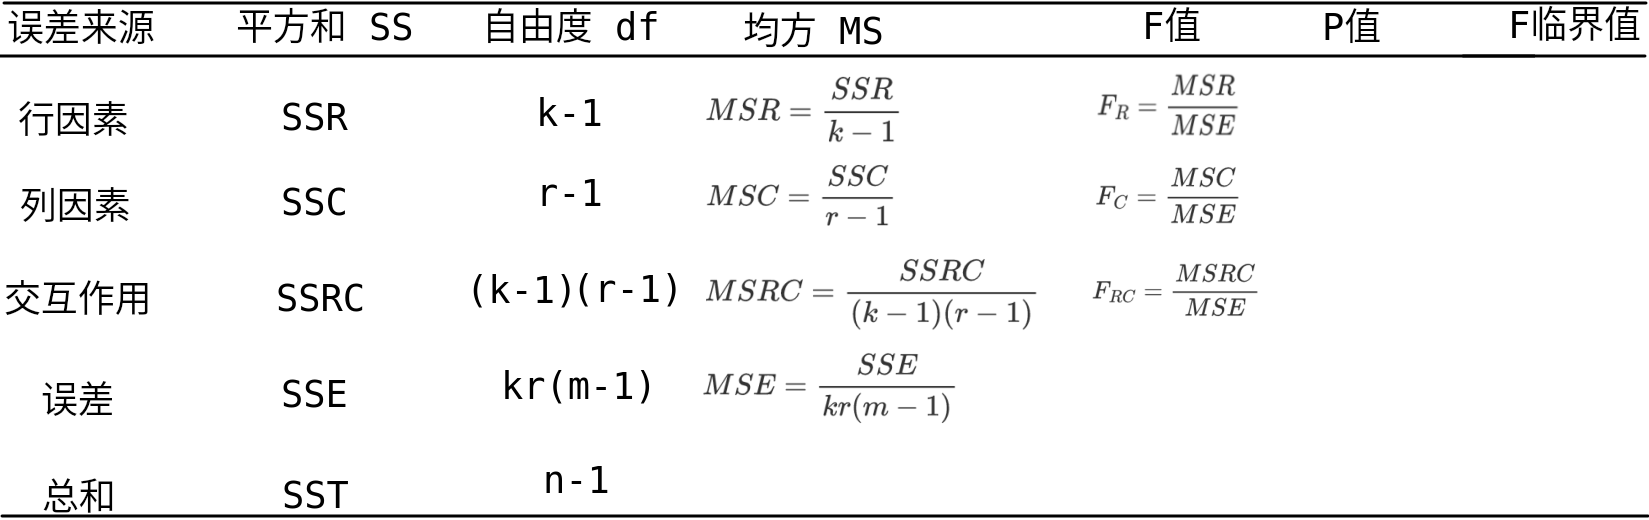 误差来源 平方和 SS 自由度 df 均方 MS F值 P值 F临界值
行因素 SSR k-1 MSR = \frac{SSR}{k-1} F_R = \frac{MSR}{MSE}
列因素 SSC r-1 MSC = \frac{SSC}{r-1} F_C = \frac{MSC}{MSE}
交互作用 SSRC (k-1)(r-1) MSRC = \frac{SSRC}{(k-1)(r-1)} F_{RC} = \frac{MSRC}{MSE}
误差 SSE kr(m-1) MSE = \frac{SSE}{kr(m-1)}
总和 SST n-1